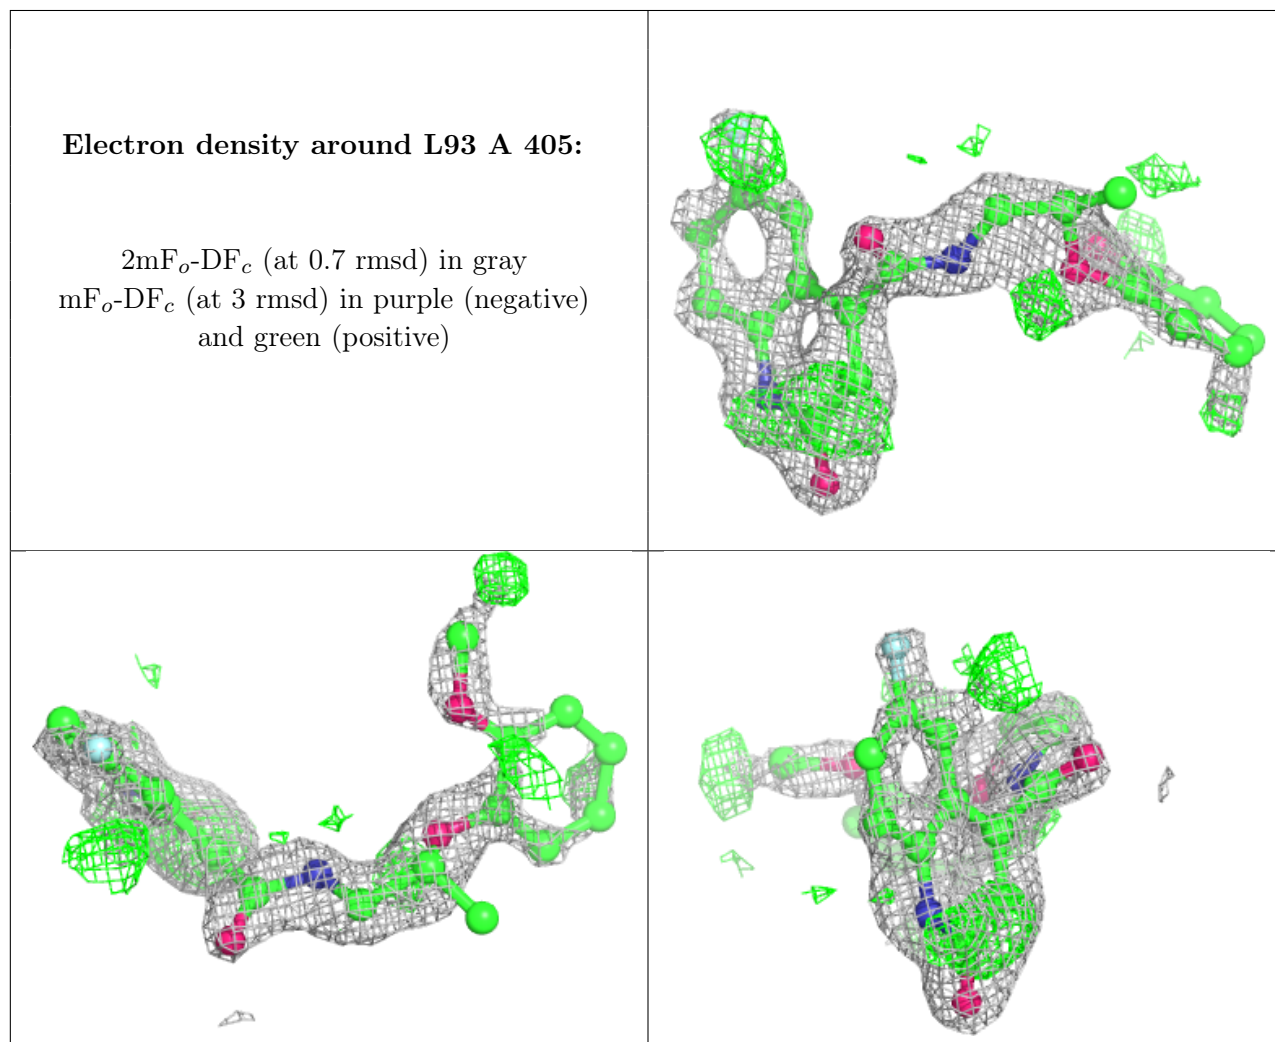 Electron density around L93 A 405:
2mFo-DFc (at 0.7 rmsd) in gray
mFo-DFc (at 3 rmsd) in purple (negative)
and green (positive)